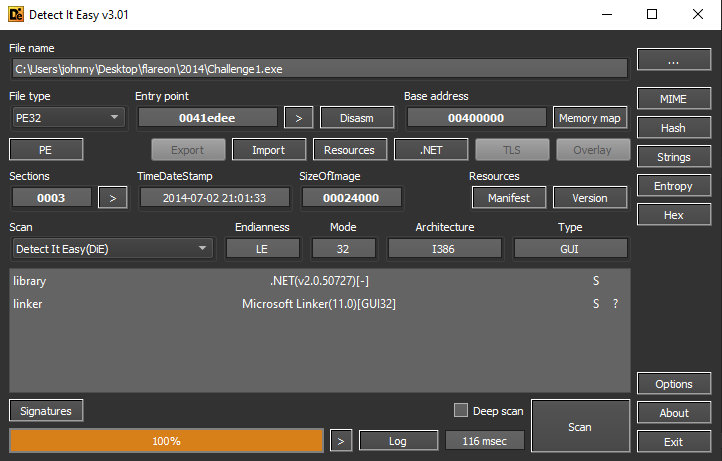 Detect It Easy v3.01
File name
C:\Users\johnny\Desktop\flareon\2014\Challenge1.exe
...
File type Entry point Base address
PE32 0041edee > Disasm 00400000 Memory map MIME
PE Export Import Resources .NET TLS Overlay Hash
Sections TimeDateStamp SizeOfImage Resources Strings
0003 > 2014-07-02 21:01:33 00024000 Manifest Version Entropy
Scan Endianness Mode Architecture Type Hex
Detect It Easy(DiE) LE 32 I386 GUI
library .NET(v2.0.50727)[-] S
linker Microsoft Linker(11.0)[GUI32] S ?
Options
Signatures Deep scan Scan About
100% > Log 116 msec Exit